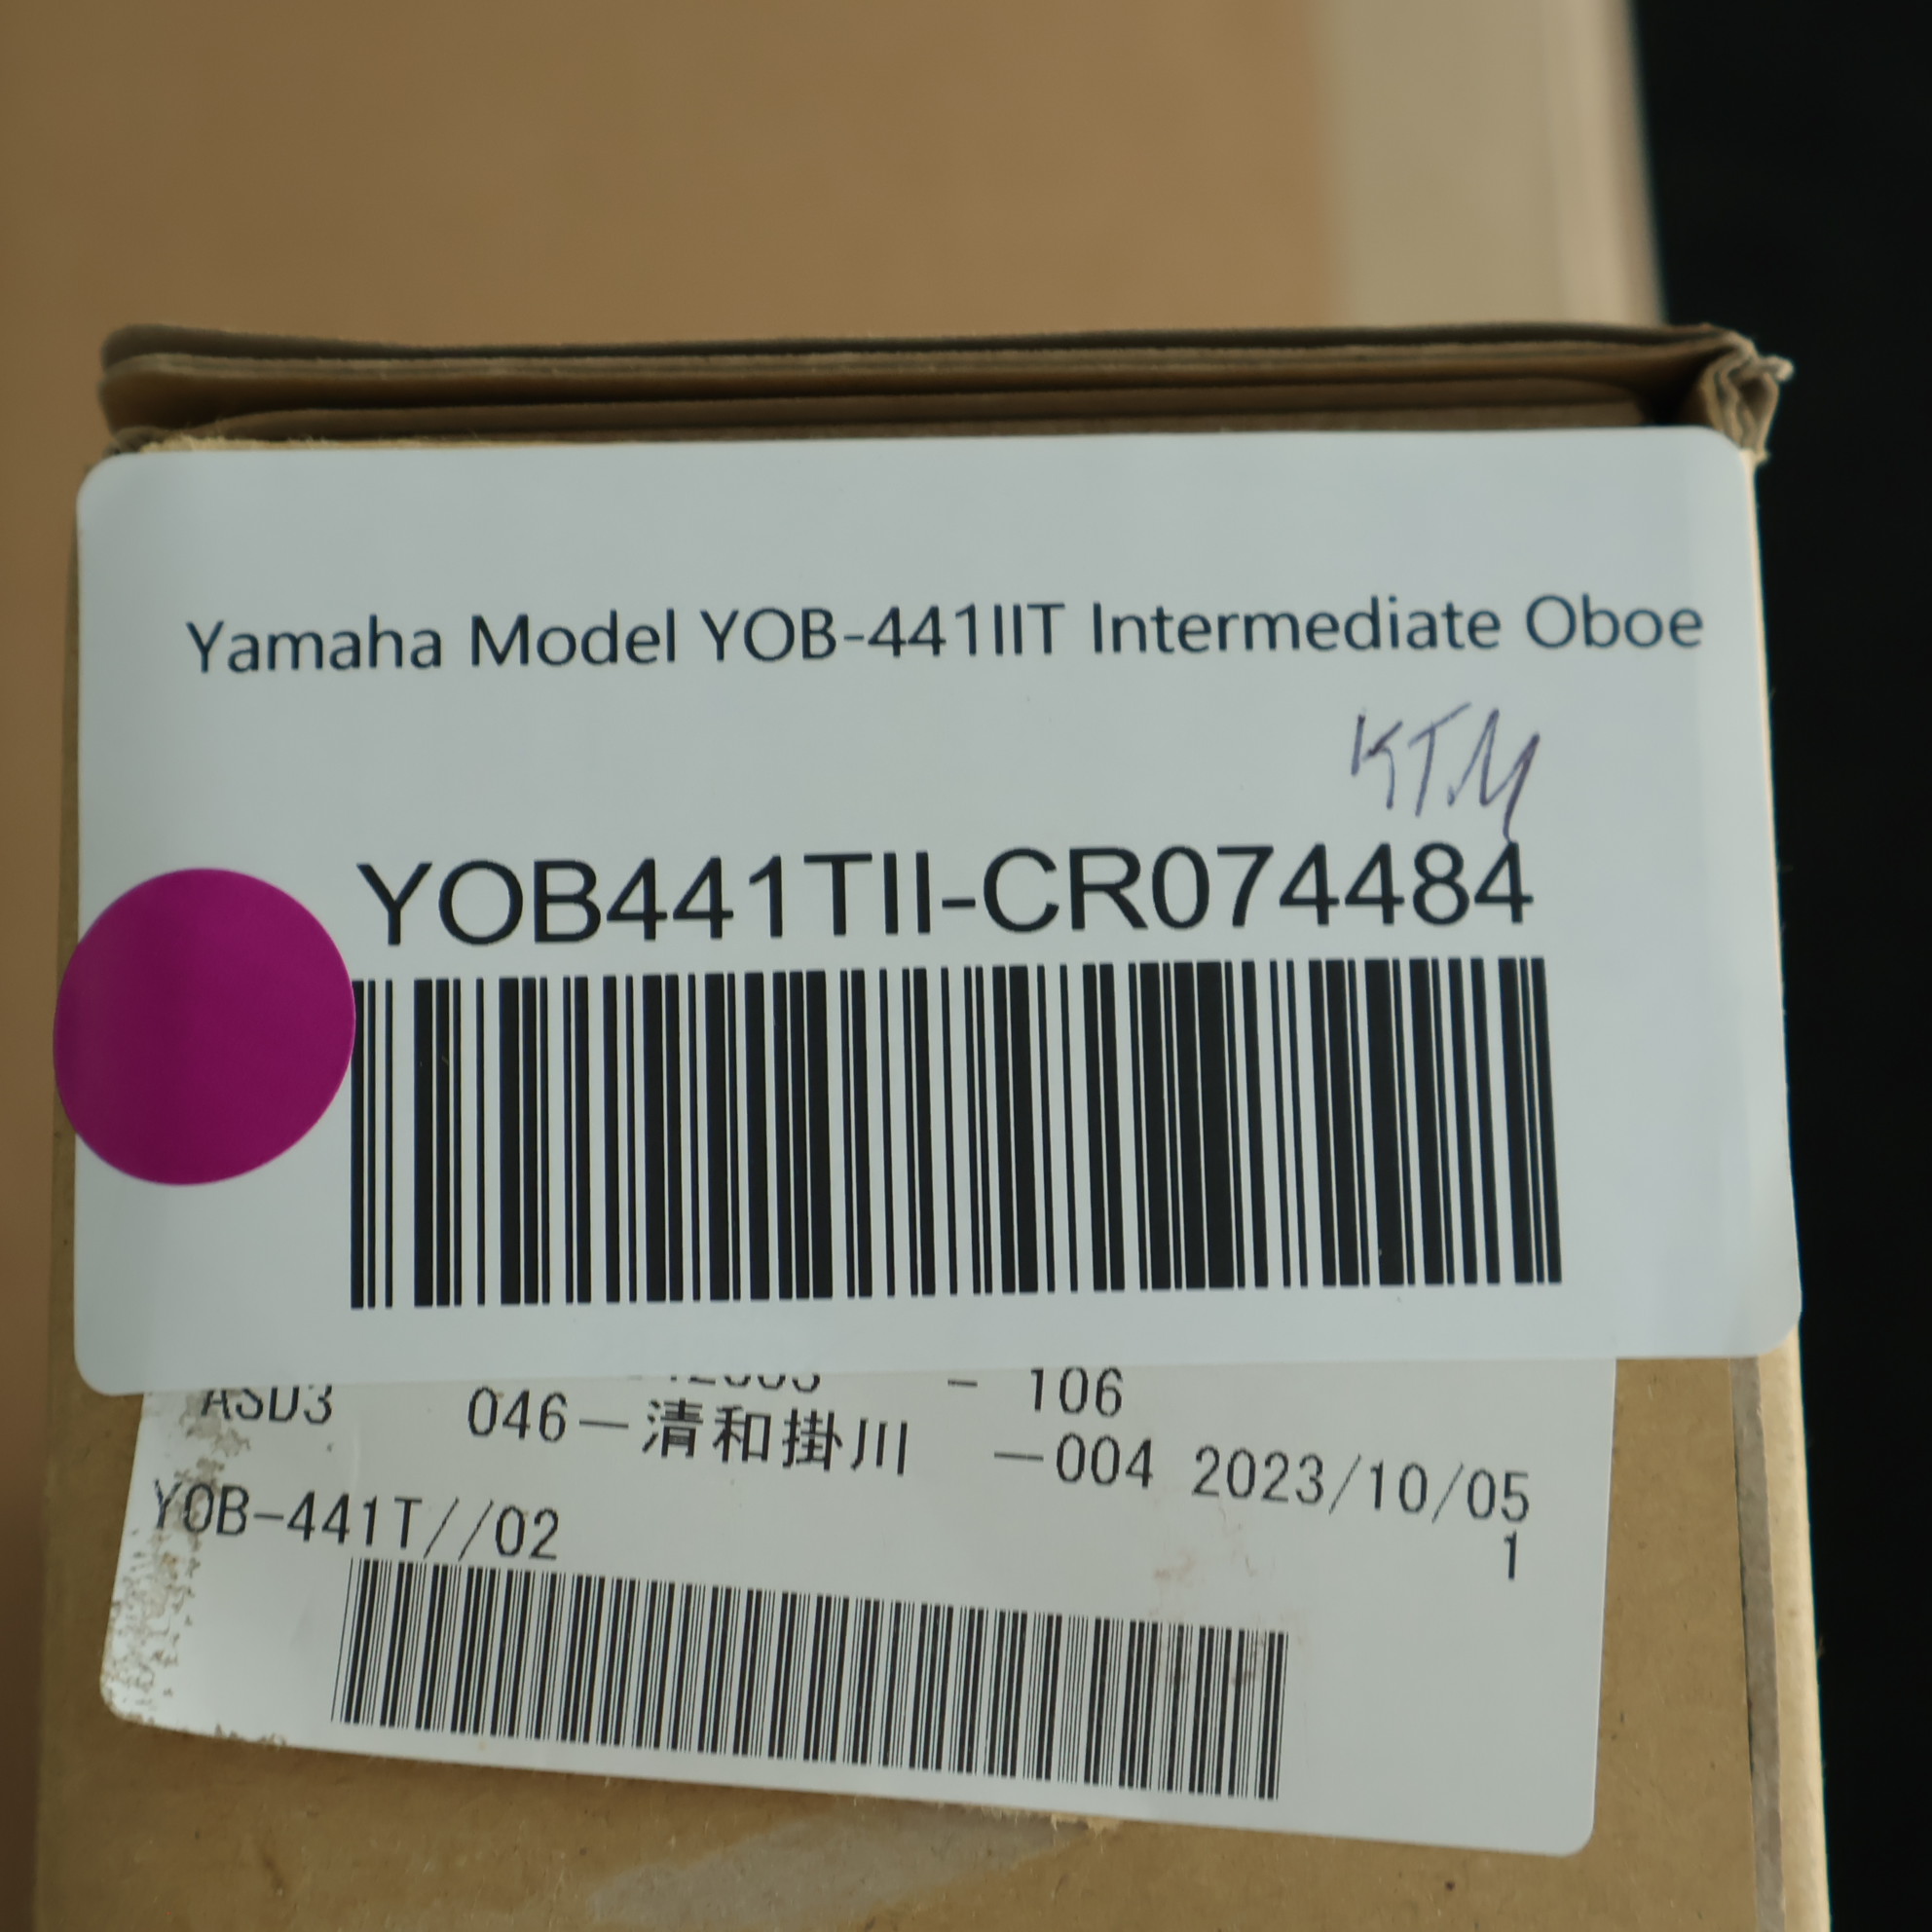 Yamaha Model YOB-441IIT Intermediate Oboe
KTM
YOB441TII-CR074484
- 106
ASD3 046-清和掛川 -004 2023/10/05
YOB-441T//02 1